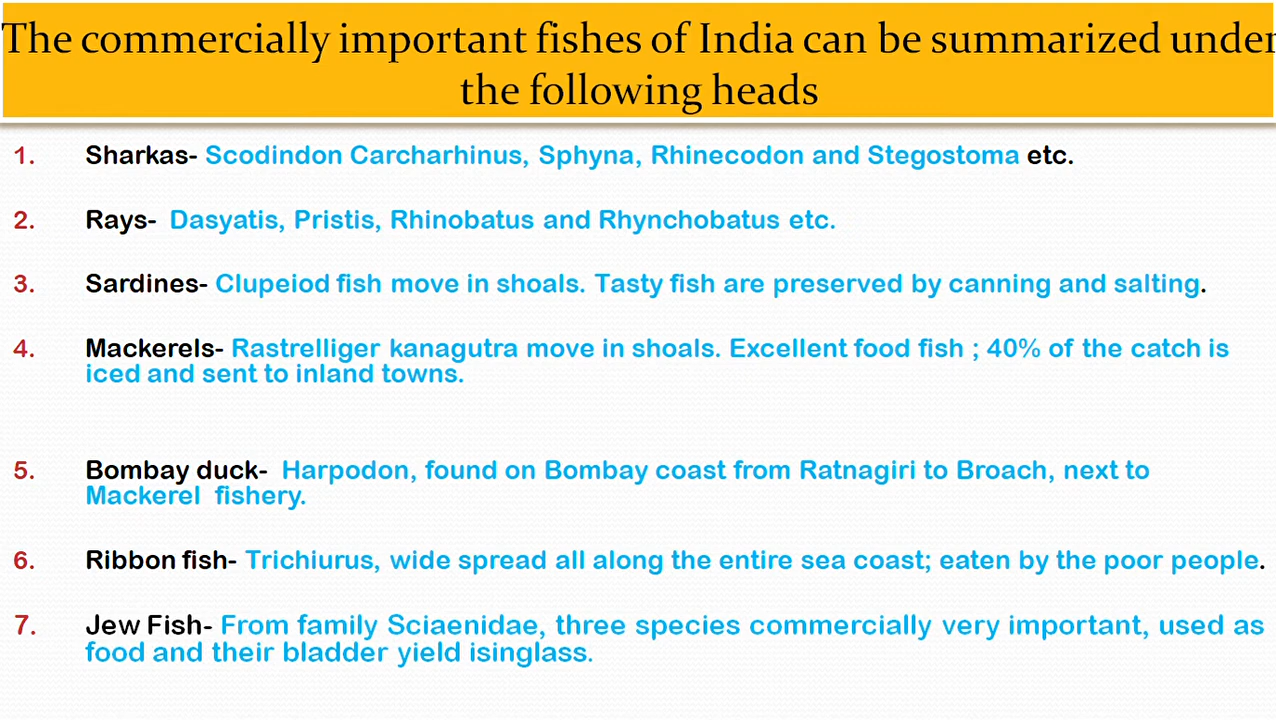 The commercially important fishes of India can be summarized under
the following heads
1. Sharkas- Scodindon Carcharhinus, Sphyna, Rhinecodon and Stegostoma etc.
2. Rays- Dasyatis, Pristis, Rhinobatus and Rhynchobatus etc.
3. Sardines- Clupeiod fish move in shoals. Tasty fish are preserved by canning and salting.
4. Mackerels- Rastrelliger kanagutra move in shoals. Excellent food fish ; 40% of the catch is
iced and sent to inland towns.
5. Bombay duck- Harpodon, found on Bombay coast from Ratnagiri to Broach, next to
Mackerel fishery.
6. Ribbon fish- Trichiurus, wide spread all along the entire sea coast; eaten by the poor people.
7. Jew Fish- From family Sciaenidae, three species commercially very important, used as
food and their bladder yield isinglass.